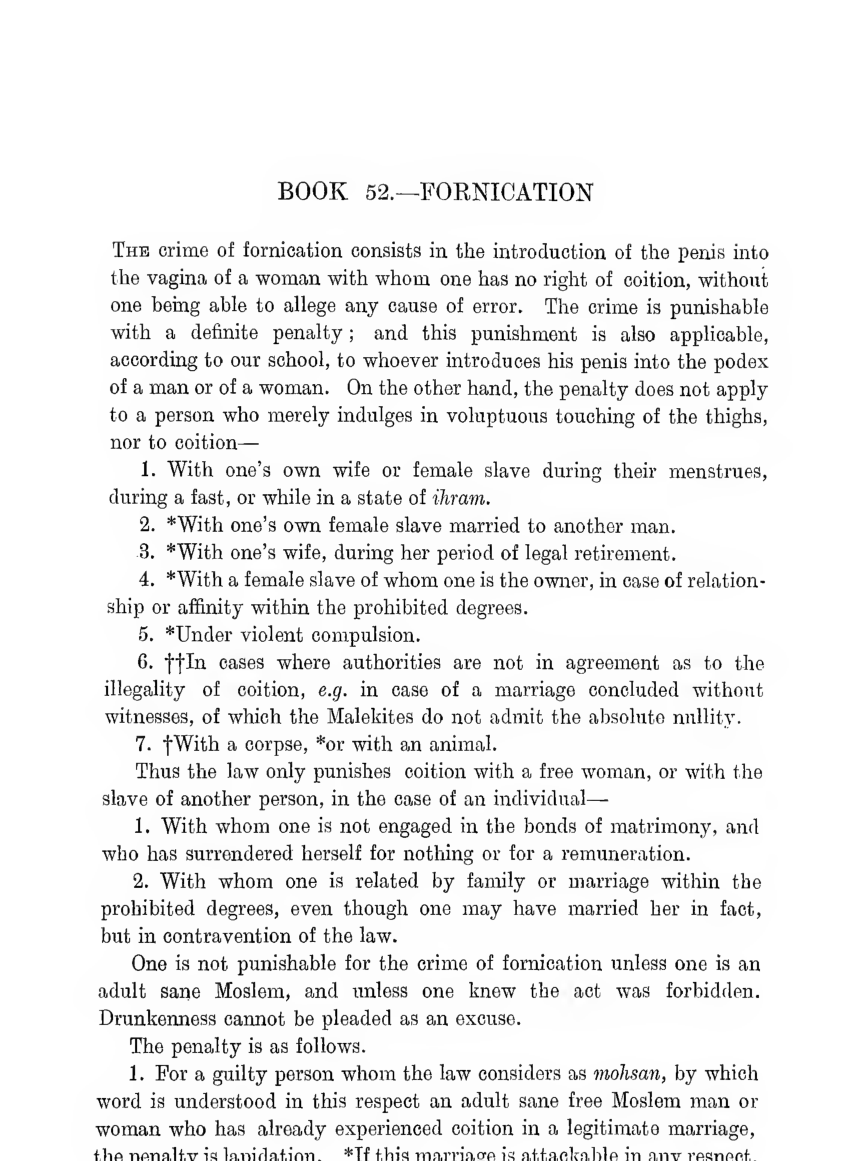 BOOK 52.—FORNICATION
THE crime of fornication consists in the introduction of the penis into
the vagina of a woman with whom one has no right of coition, without
one being able to allege any cause of error. The crime is punishable
with a definite penalty; and this punishment is also applicable,
according to our school, to whoever introduces his penis into the podex
of a man or of a woman. On the other hand, the penalty does not apply
to a person who merely indulges in voluptuous touching of the thighs,
nor to coition—
1. With one's own wife or female slave during their menstrues,
during a fast, or while in a state of ihram.
2. *With one's own female slave married to another man.
3. *With one's wife, during her period of legal retirement.
4. *With a female slave of whom one is the owner, in case of relation-
ship or affinity within the prohibited degrees.
5. *Under violent compulsion.
6. ††In cases where authorities are not in agreement as to the
illegality of coition, e.g. in case of a marriage concluded without
witnesses, of which the Malekites do not admit the absolute nullity.
7. †With a corpse, *or with an animal.
Thus the law only punishes coition with a free woman, or with the
slave of another person, in the case of an individual—
1. With whom one is not engaged in the bonds of matrimony, and
who has surrendered herself for nothing or for a remuneration.
2. With whom one is related by family or marriage within the
prohibited degrees, even though one may have married her in fact,
but in contravention of the law.
One is not punishable for the crime of fornication unless one is an
adult sane Moslem, and unless one knew the act was forbidden.
Drunkenness cannot be pleaded as an excuse.
The penalty is as follows.
1. For a guilty person whom the law considers as mohsan, by which
word is understood in this respect an adult sane free Moslem man or
woman who has already experienced coition in a legitimate marriage,
the penalty is lapidation. *If this marriage is attackable in any respect,